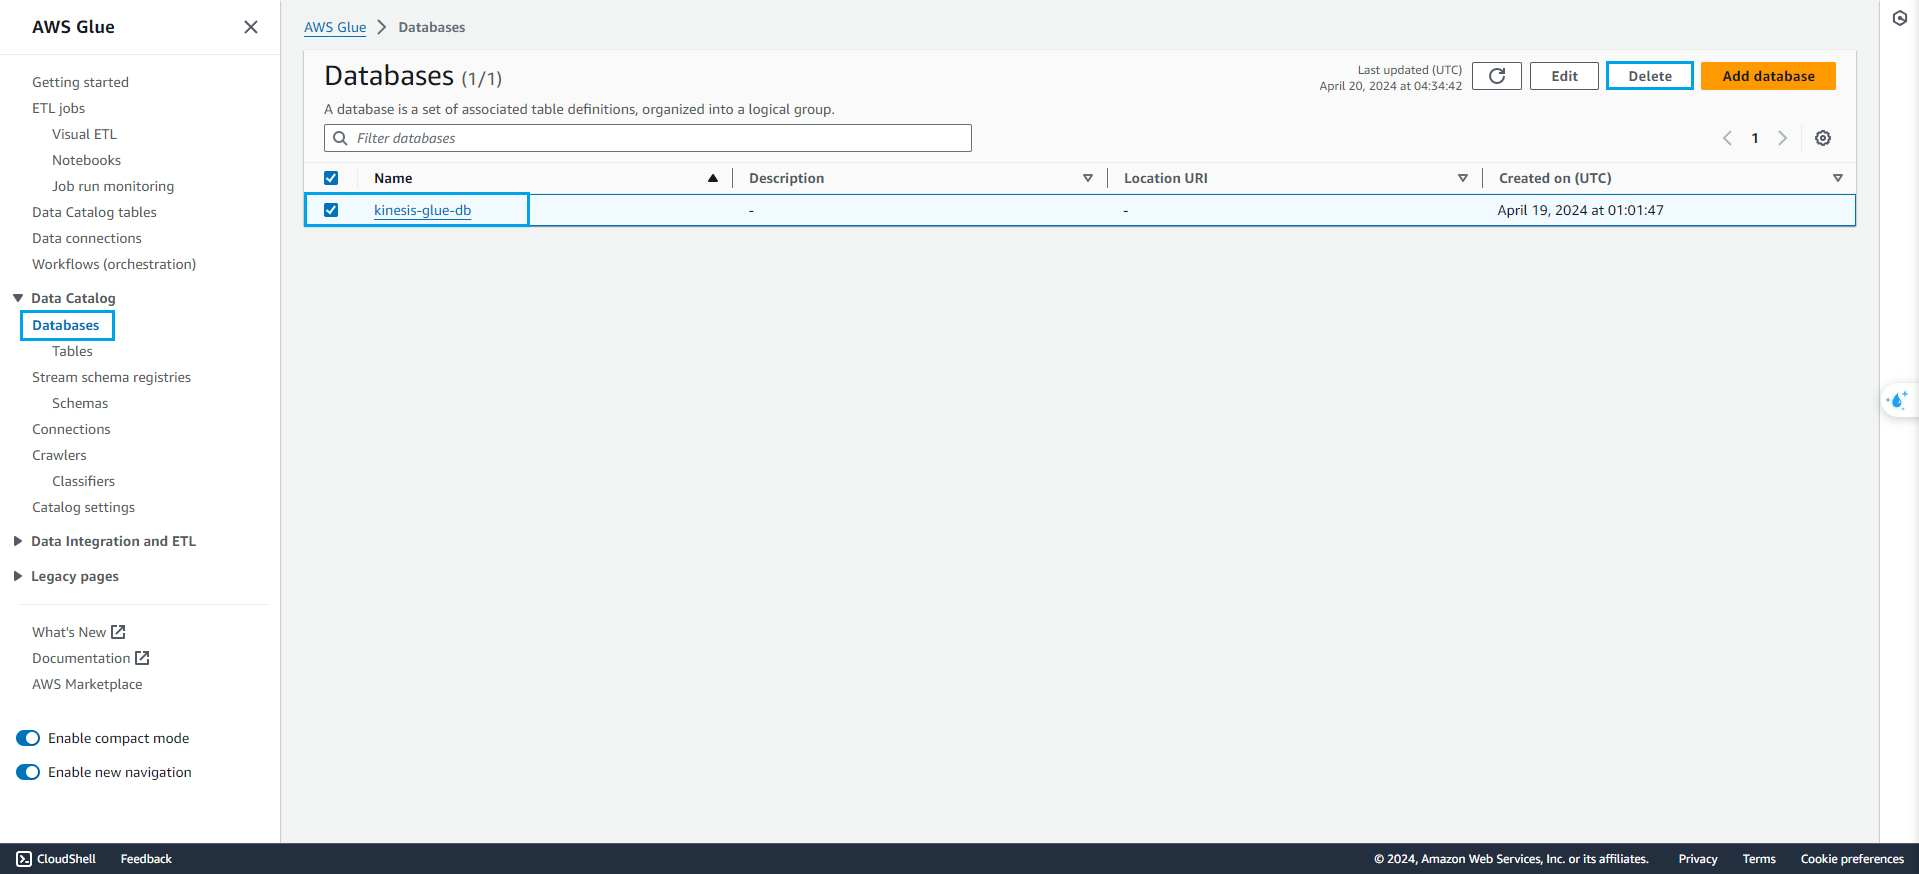 AWS Glue
Getting started
ETL jobs
Visual ETL
Notebooks
Job run monitoring
Data Catalog tables
Data connections
Workflows (orchestration)
Data Catalog
Databases
Tables
Stream schema registries
Schemas
Connections
Crawlers
Classifiers
Catalog settings
Data Integration and ETL
Legacy pages
What's New
Documentation
AWS Marketplace
Enable compact mode
Enable new navigation
AWS Glue > Databases
Databases (1/1)
Last updated (UTC)
April 20, 2024 at 04:34:42
Edit
Delete
Add database
A database is a set of associated table definitions, organized into a logical group.
Filter databases
1
Name Description Location URI Created on (UTC)
kinesis-glue-db - - April 19, 2024 at 01:01:47
CloudShell Feedback © 2024, Amazon Web Services, Inc. or its affiliates. Privacy Terms Cookie preferences